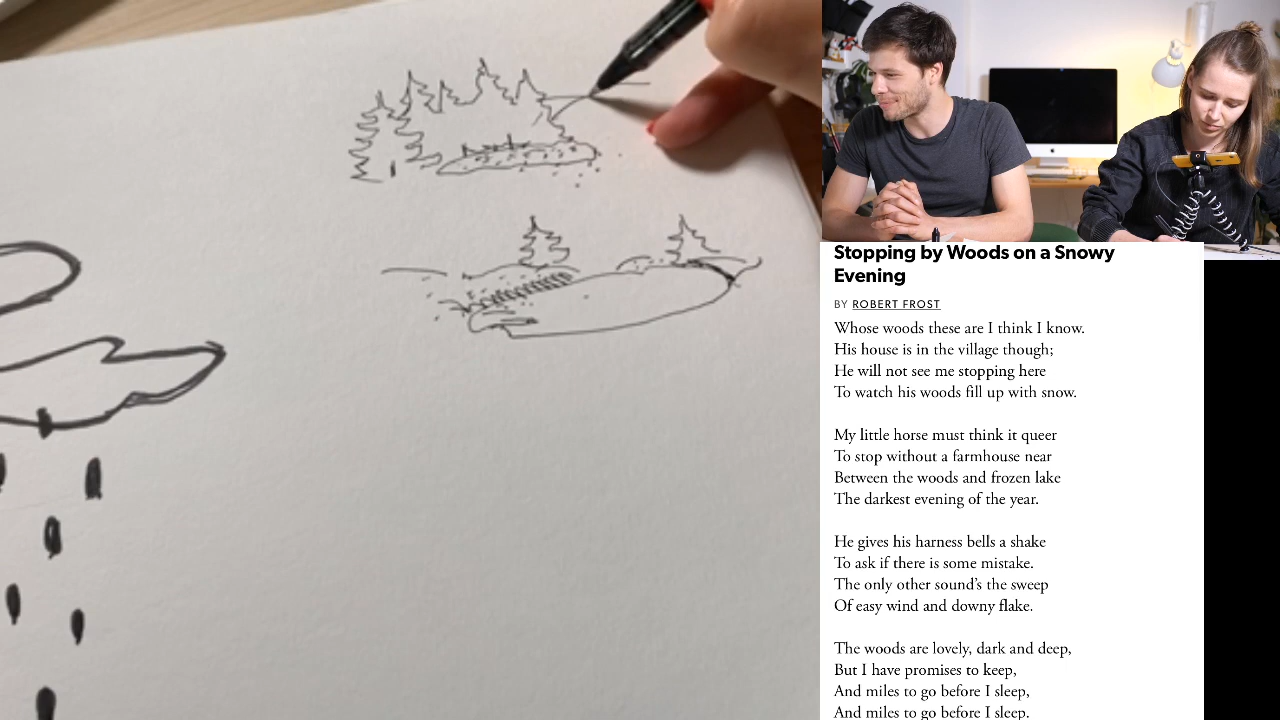 Stopping by Woods on a Snowy
Evening
BY ROBERT FROST
Whose woods these are I think I know.
His house is in the village though;
He will not see me stopping here
To watch his woods fill up with snow.
My little horse must think it queer
To stop without a farmhouse near
Between the woods and frozen lake
The darkest evening of the year.
He gives his harness bells a shake
To ask if there is some mistake.
The only other sound’s the sweep
Of easy wind and downy flake.
The woods are lovely, dark and deep,
But I have promises to keep,
And miles to go before I sleep,
And miles to go before I sleep.